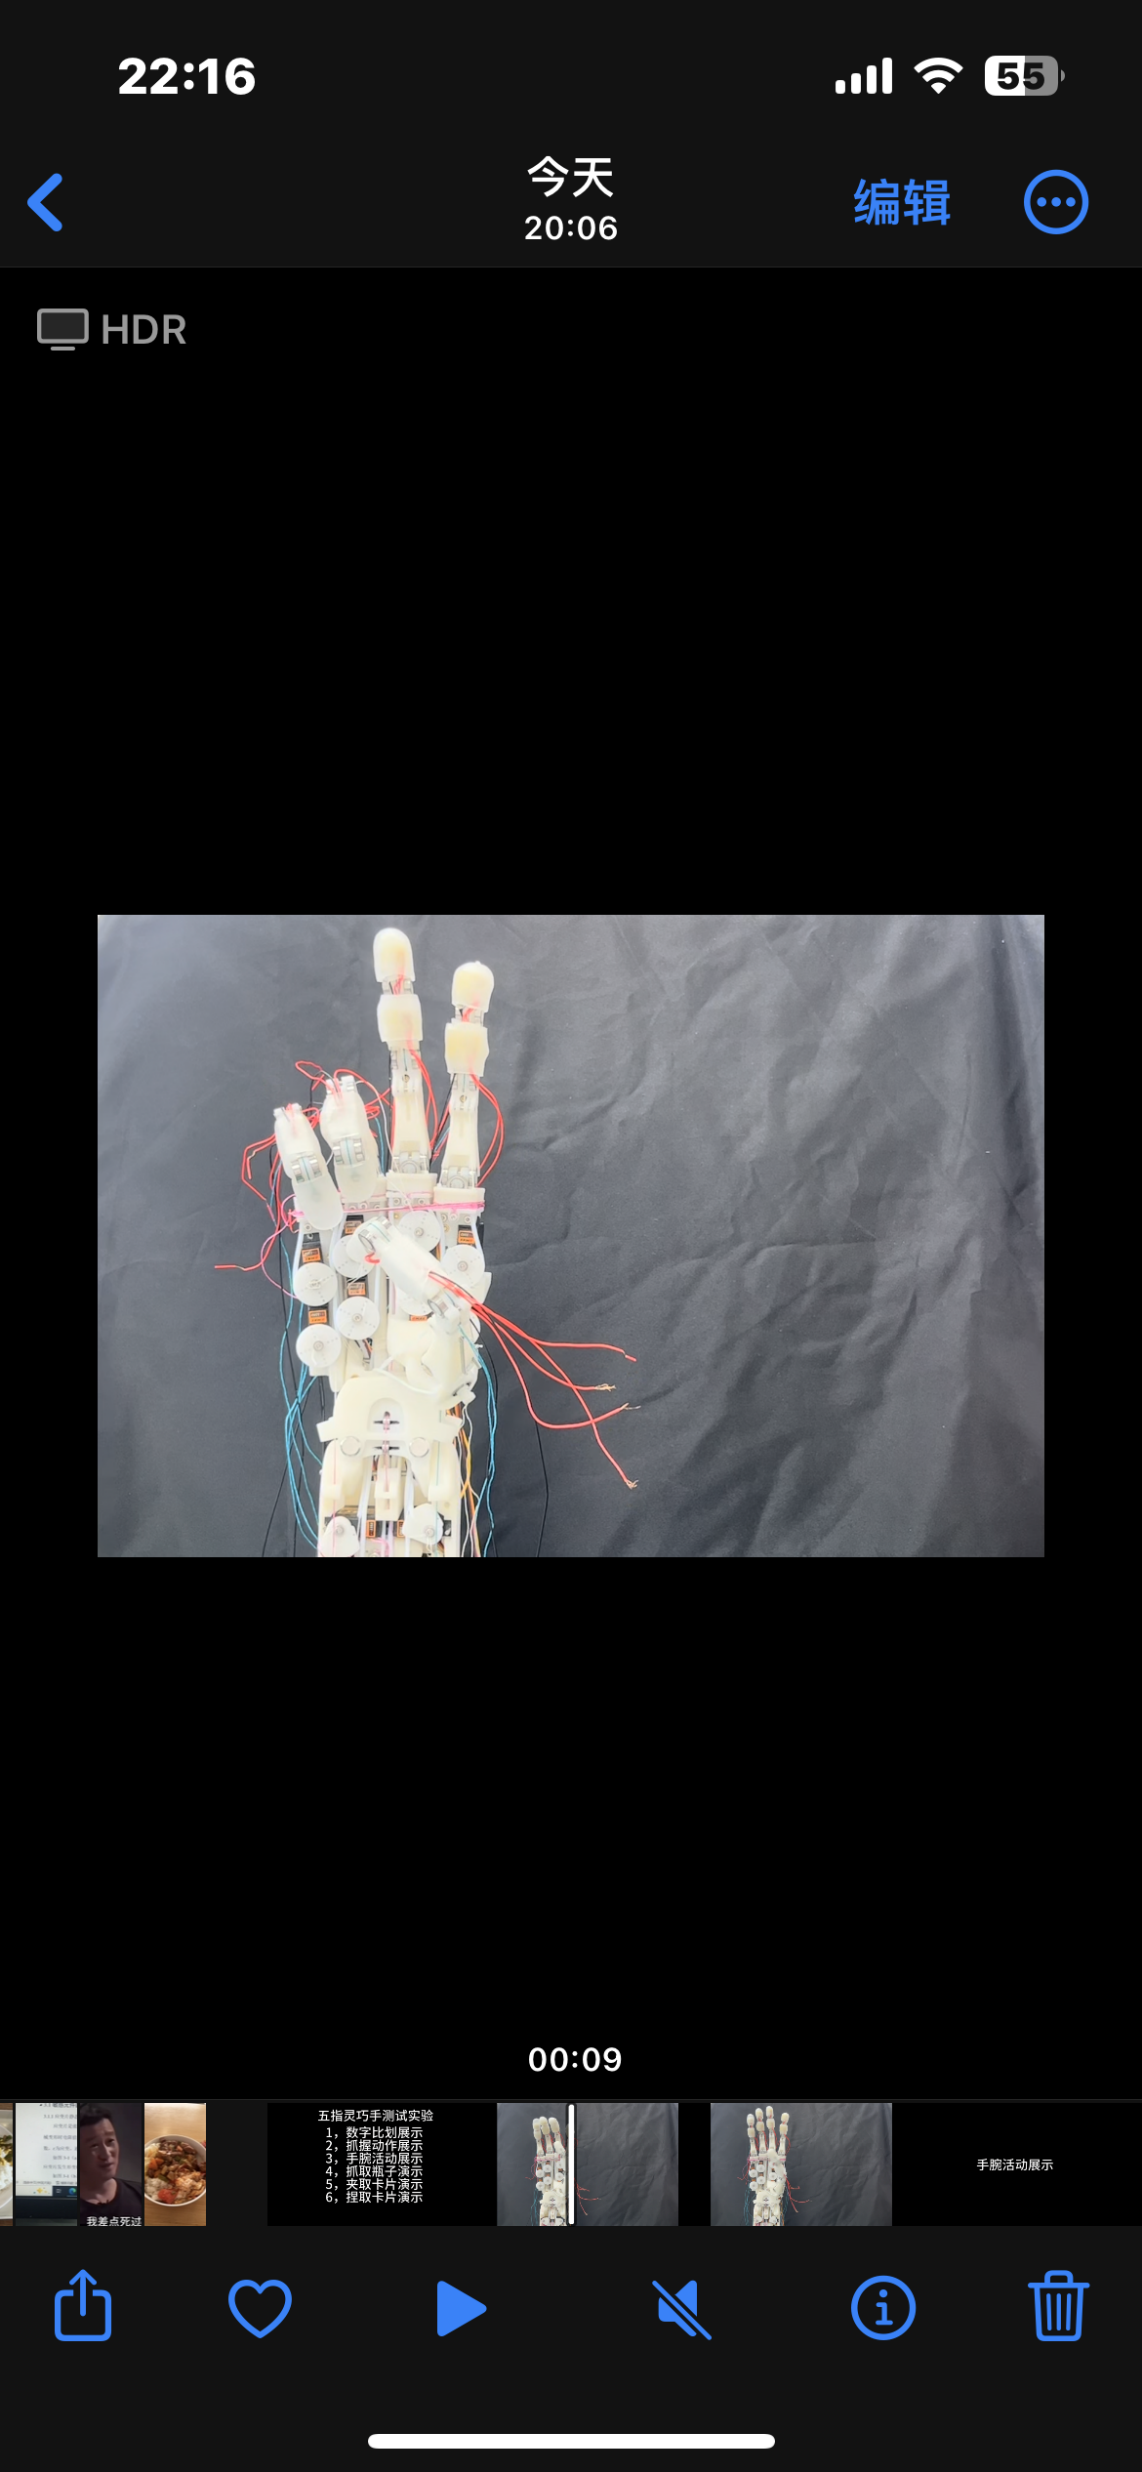 22:16
55
今天
20:06
编辑
HDR
00:09
五指灵巧手测试实验
1，数字比划展示
2，抓握动作展示
3，手腕活动展示
4，抓取瓶子演示
5，夹取卡片演示
6，捏取卡片演示
手腕活动展示
我差点死过